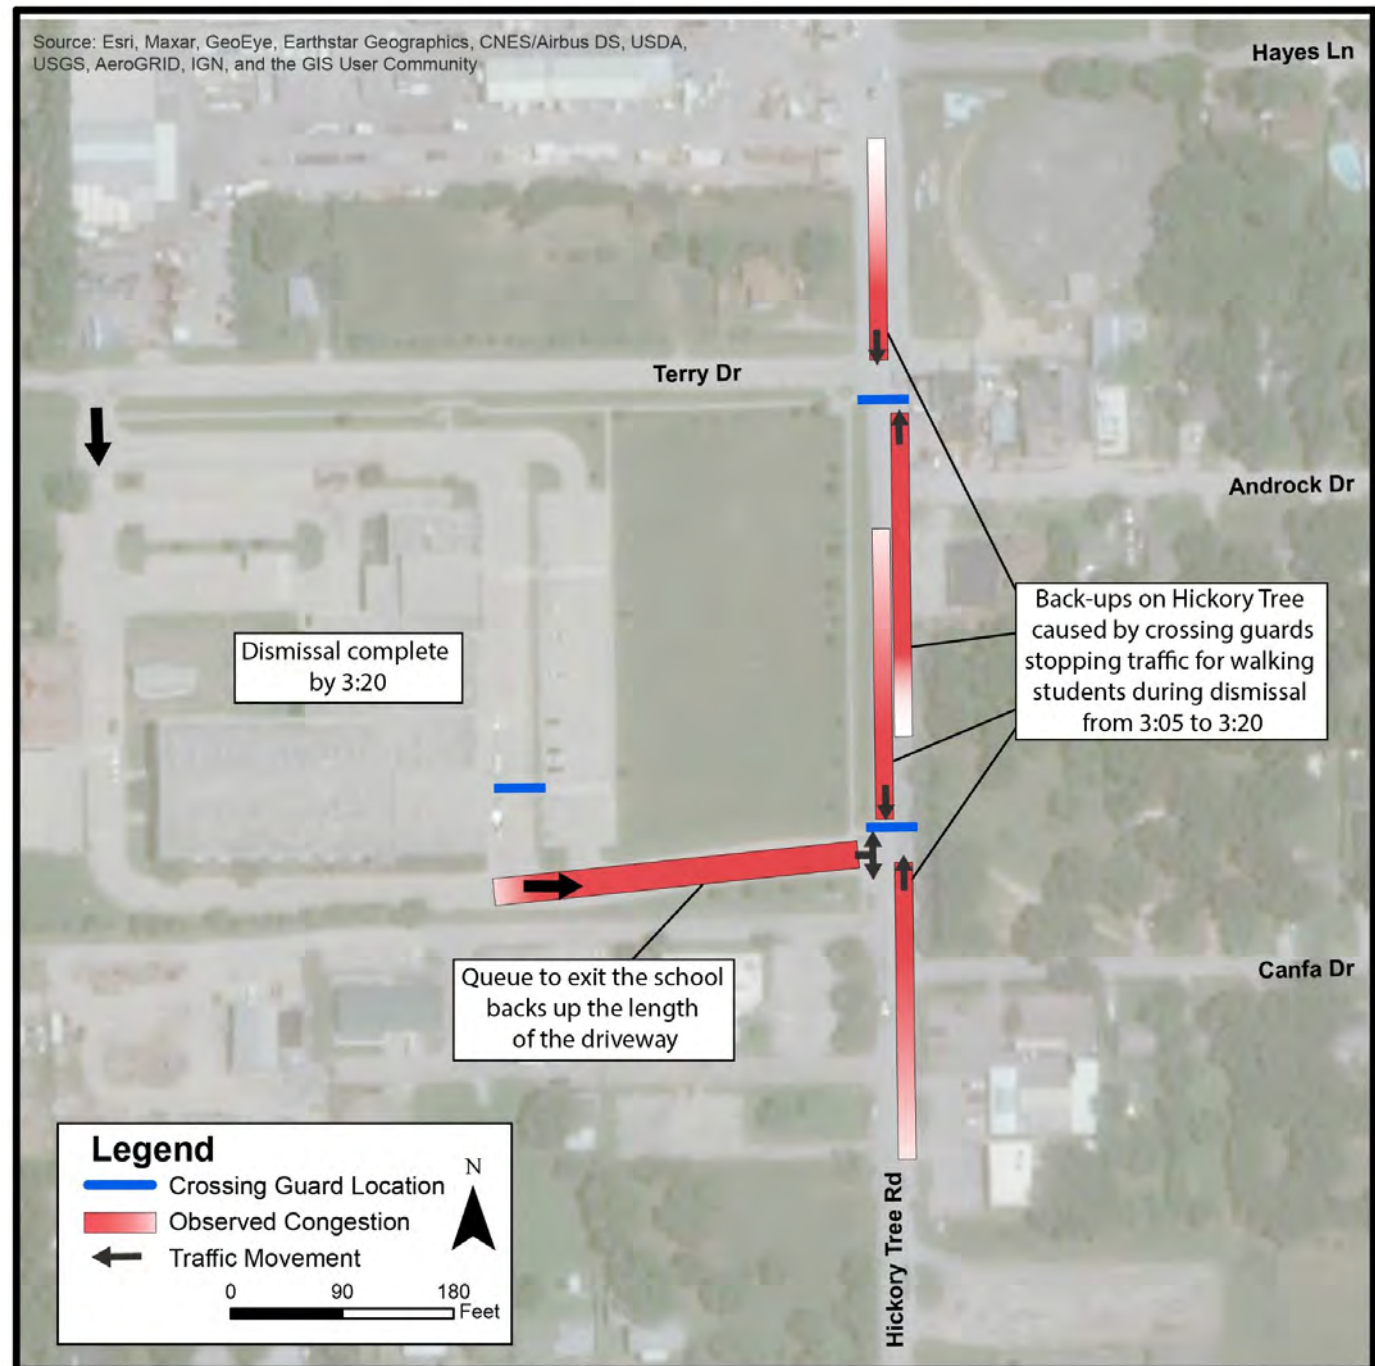 Source: Esri, Maxar, GeoEye, Earthstar Geographics, CNES/Airbus DS, USDA,
USGS, AeroGRID, IGN, and the GIS User Community
Hayes Ln
Terry Dr
Androck Dr
Back-ups on Hickory Tree
caused by crossing guards
stopping traffic for walking
students during dismissal
from 3:05 to 3:20
Dismissal complete
by 3:20
Canfa Dr
Queue to exit the school
backs up the length
of the driveway
Hickory Tree Rd
Legend
N
Crossing Guard Location
Observed Congestion
Traffic Movement
0 90 180
Feet